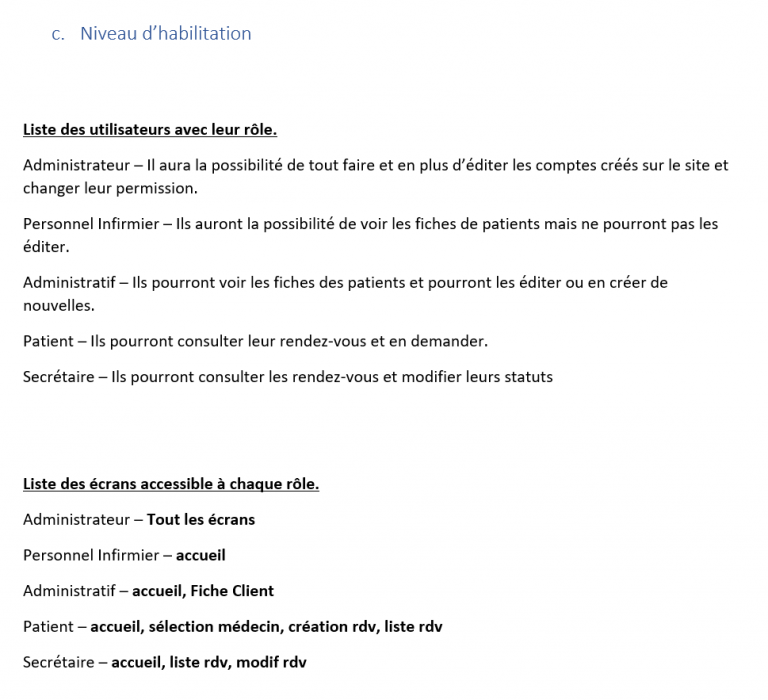 c. Niveau d’habilitation
Liste des utilisateurs avec leur rôle.
Administrateur – Il aura la possibilité de tout faire et en plus d’éditer les comptes créés sur le site et
changer leur permission.
Personnel Infirmier – Ils auront la possibilité de voir les fiches de patients mais ne pourront pas les
éditer.
Administratif – Ils pourront voir les fiches des patients et pourront les éditer ou en créer de
nouvelles.
Patient – Ils pourront consulter leur rendez-vous et en demander.
Secrétaire – Ils pourront consulter les rendez-vous et modifier leurs statuts
Liste des écrans accessible à chaque rôle.
Administrateur – Tout les écrans
Personnel Infirmier – accueil
Administratif – accueil, Fiche Client
Patient – accueil, sélection médecin, création rdv, liste rdv
Secrétaire – accueil, liste rdv, modif rdv